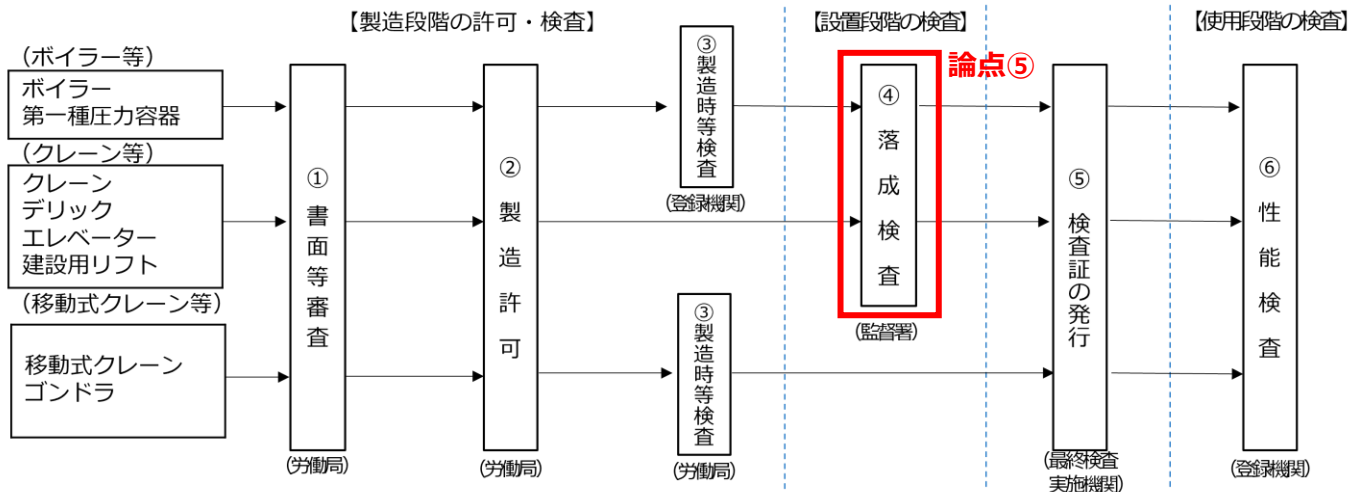 【製造段階の許可・検査】
【設置段階の検査】
【使用段階の検査】
(ボイラー等)
ボイラー
第一種圧力容器
(クレーン等)
クレーン
デリック
エレベーター
建設用リフト
(移動式クレーン等)
移動式クレーン
ゴンドラ
①書面等審査
(労働局)
②製造許可
(労働局)
③製造時等検査
(登録機関)
③製造時等検査
(労働局)
論点⑤
④落成検査
(監督署)
⑤検査証の発行
(最終検査
実施機関)
⑥性能検査
(登録機関)